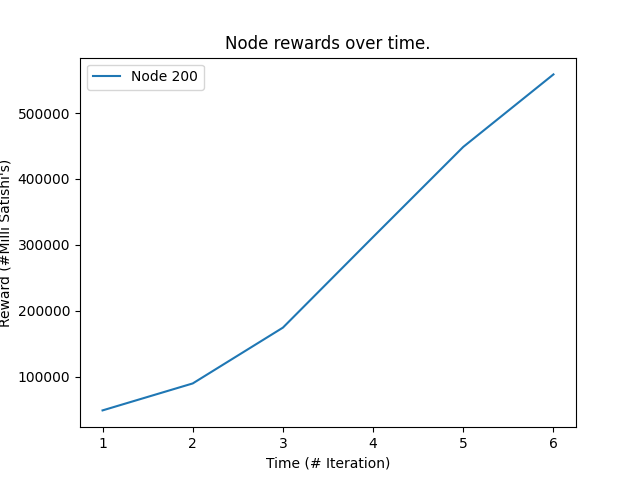 Node rewards over time.
Node 200
Reward (#Milli Satishi's)
500000
400000
300000
200000
100000
1 2 3 4 5 6
Time (# Iteration)